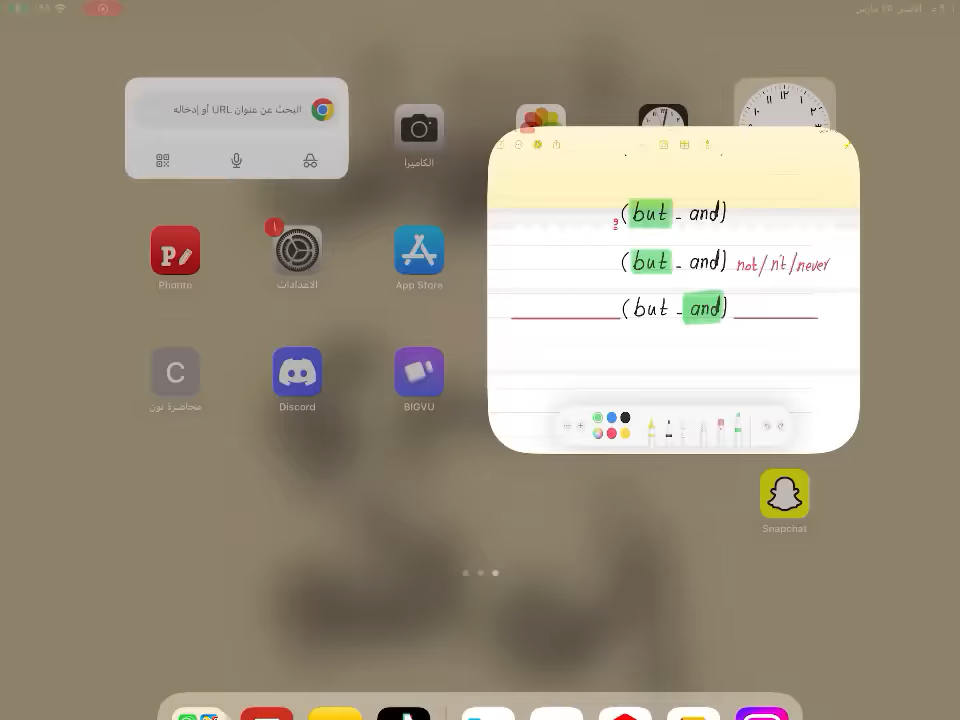 البحث عن عنوان URL أو إدخاله
الكاميرا
Phonto
الاعدادات
App Store
محاضرة نون
Discord
BIGVU
Snapchat
و (but - and)
(but - and) not/n't/never
(but - and)